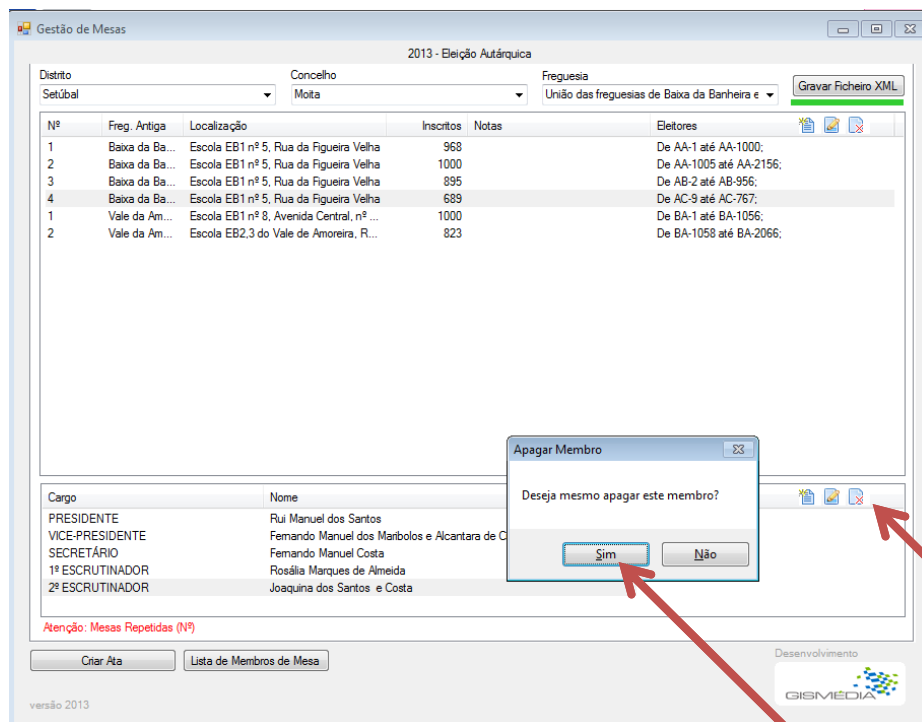 Gestão de Mesas
2013 - Eleição Autárquica
Distrito Concelho Freguesia
Setúbal Moita União das freguesias de Baixa da Banheira e Gravar Ficheiro XML
Nº Freg. Antiga Localização Inscritos Notas Eleitores
1 Baixa da Ba... Escola EB1 nº 5, Rua da Figueira Velha 968 De AA-1 até AA-1000;
2 Baixa da Ba... Escola EB1 nº 5, Rua da Figueira Velha 1000 De AA-1005 até AA-2156;
3 Baixa da Ba... Escola EB1 nº 5, Rua da Figueira Velha 895 De AB-2 até AB-956;
4 Baixa da Ba... Escola EB1 nº 5, Rua da Figueira Velha 689 De AC-9 até AC-767;
1 Vale da Am... Escola EB1 nº 8, Avenida Central, nº ... 1000 De BA-1 até BA-1056;
2 Vale da Am... Escola EB2,3 do Vale de Amoreira, R... 823 De BA-1058 até BA-2066;
Apagar Membro
Deseja mesmo apagar este membro?
Sim Não
Cargo Nome
PRESIDENTE Rui Manuel dos Santos
VICE-PRESIDENTE Fernando Manuel dos Maribolos e Alcantara de C
SECRETÁRIO Fernando Manuel Costa
1º ESCRUTINADOR Rosália Marques de Almeida
2º ESCRUTINADOR Joaquina dos Santos e Costa
Atenção: Mesas Repetidas (Nº)
Criar Ata Lista de Membros de Mesa
Desenvolvimento
GISMÉDIA
versão 2013